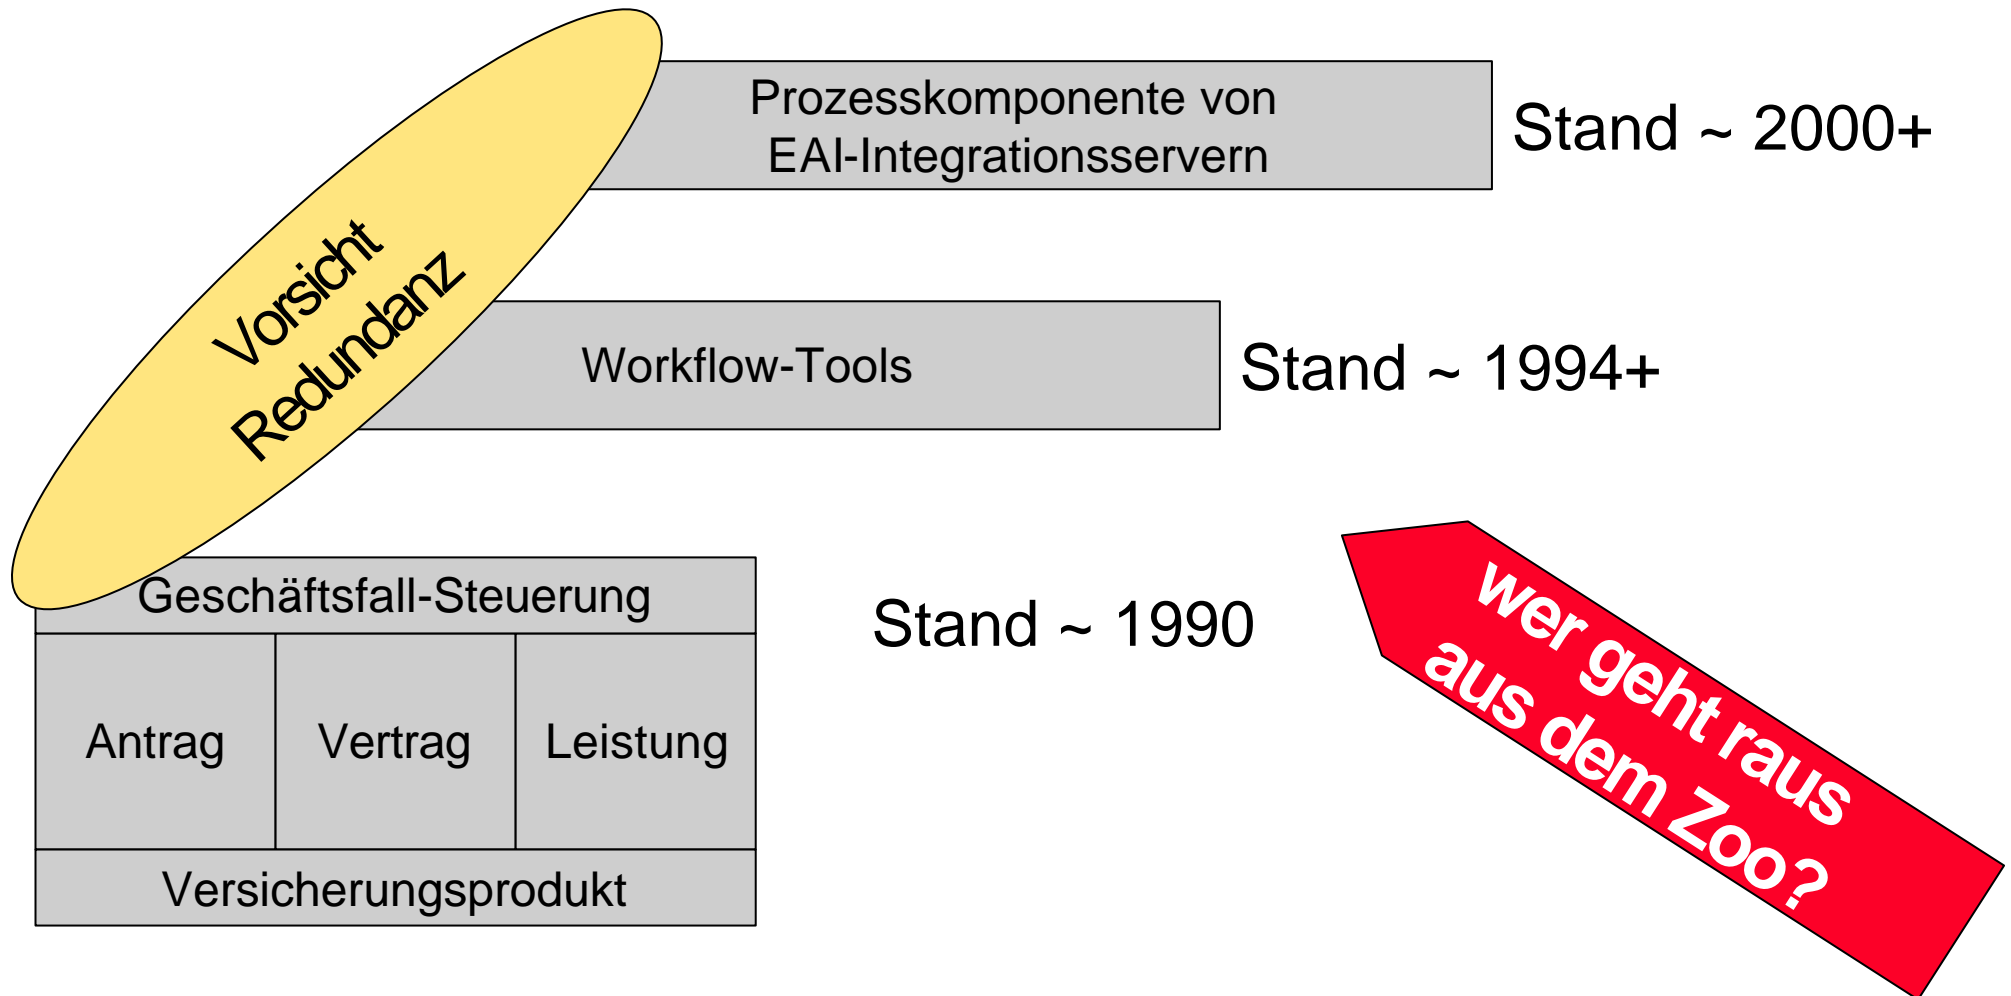 Prozesskomponente von
EAI-Integrationsservern
Stand ~ 2000+
Vorsicht
Redundanz
Workflow-Tools
Stand ~ 1994+
Geschäftsfall-Steuerung
Stand ~ 1990
Antrag
Vertrag
Leistung
Versicherungsprodukt
wer geht raus
aus dem Zoo?